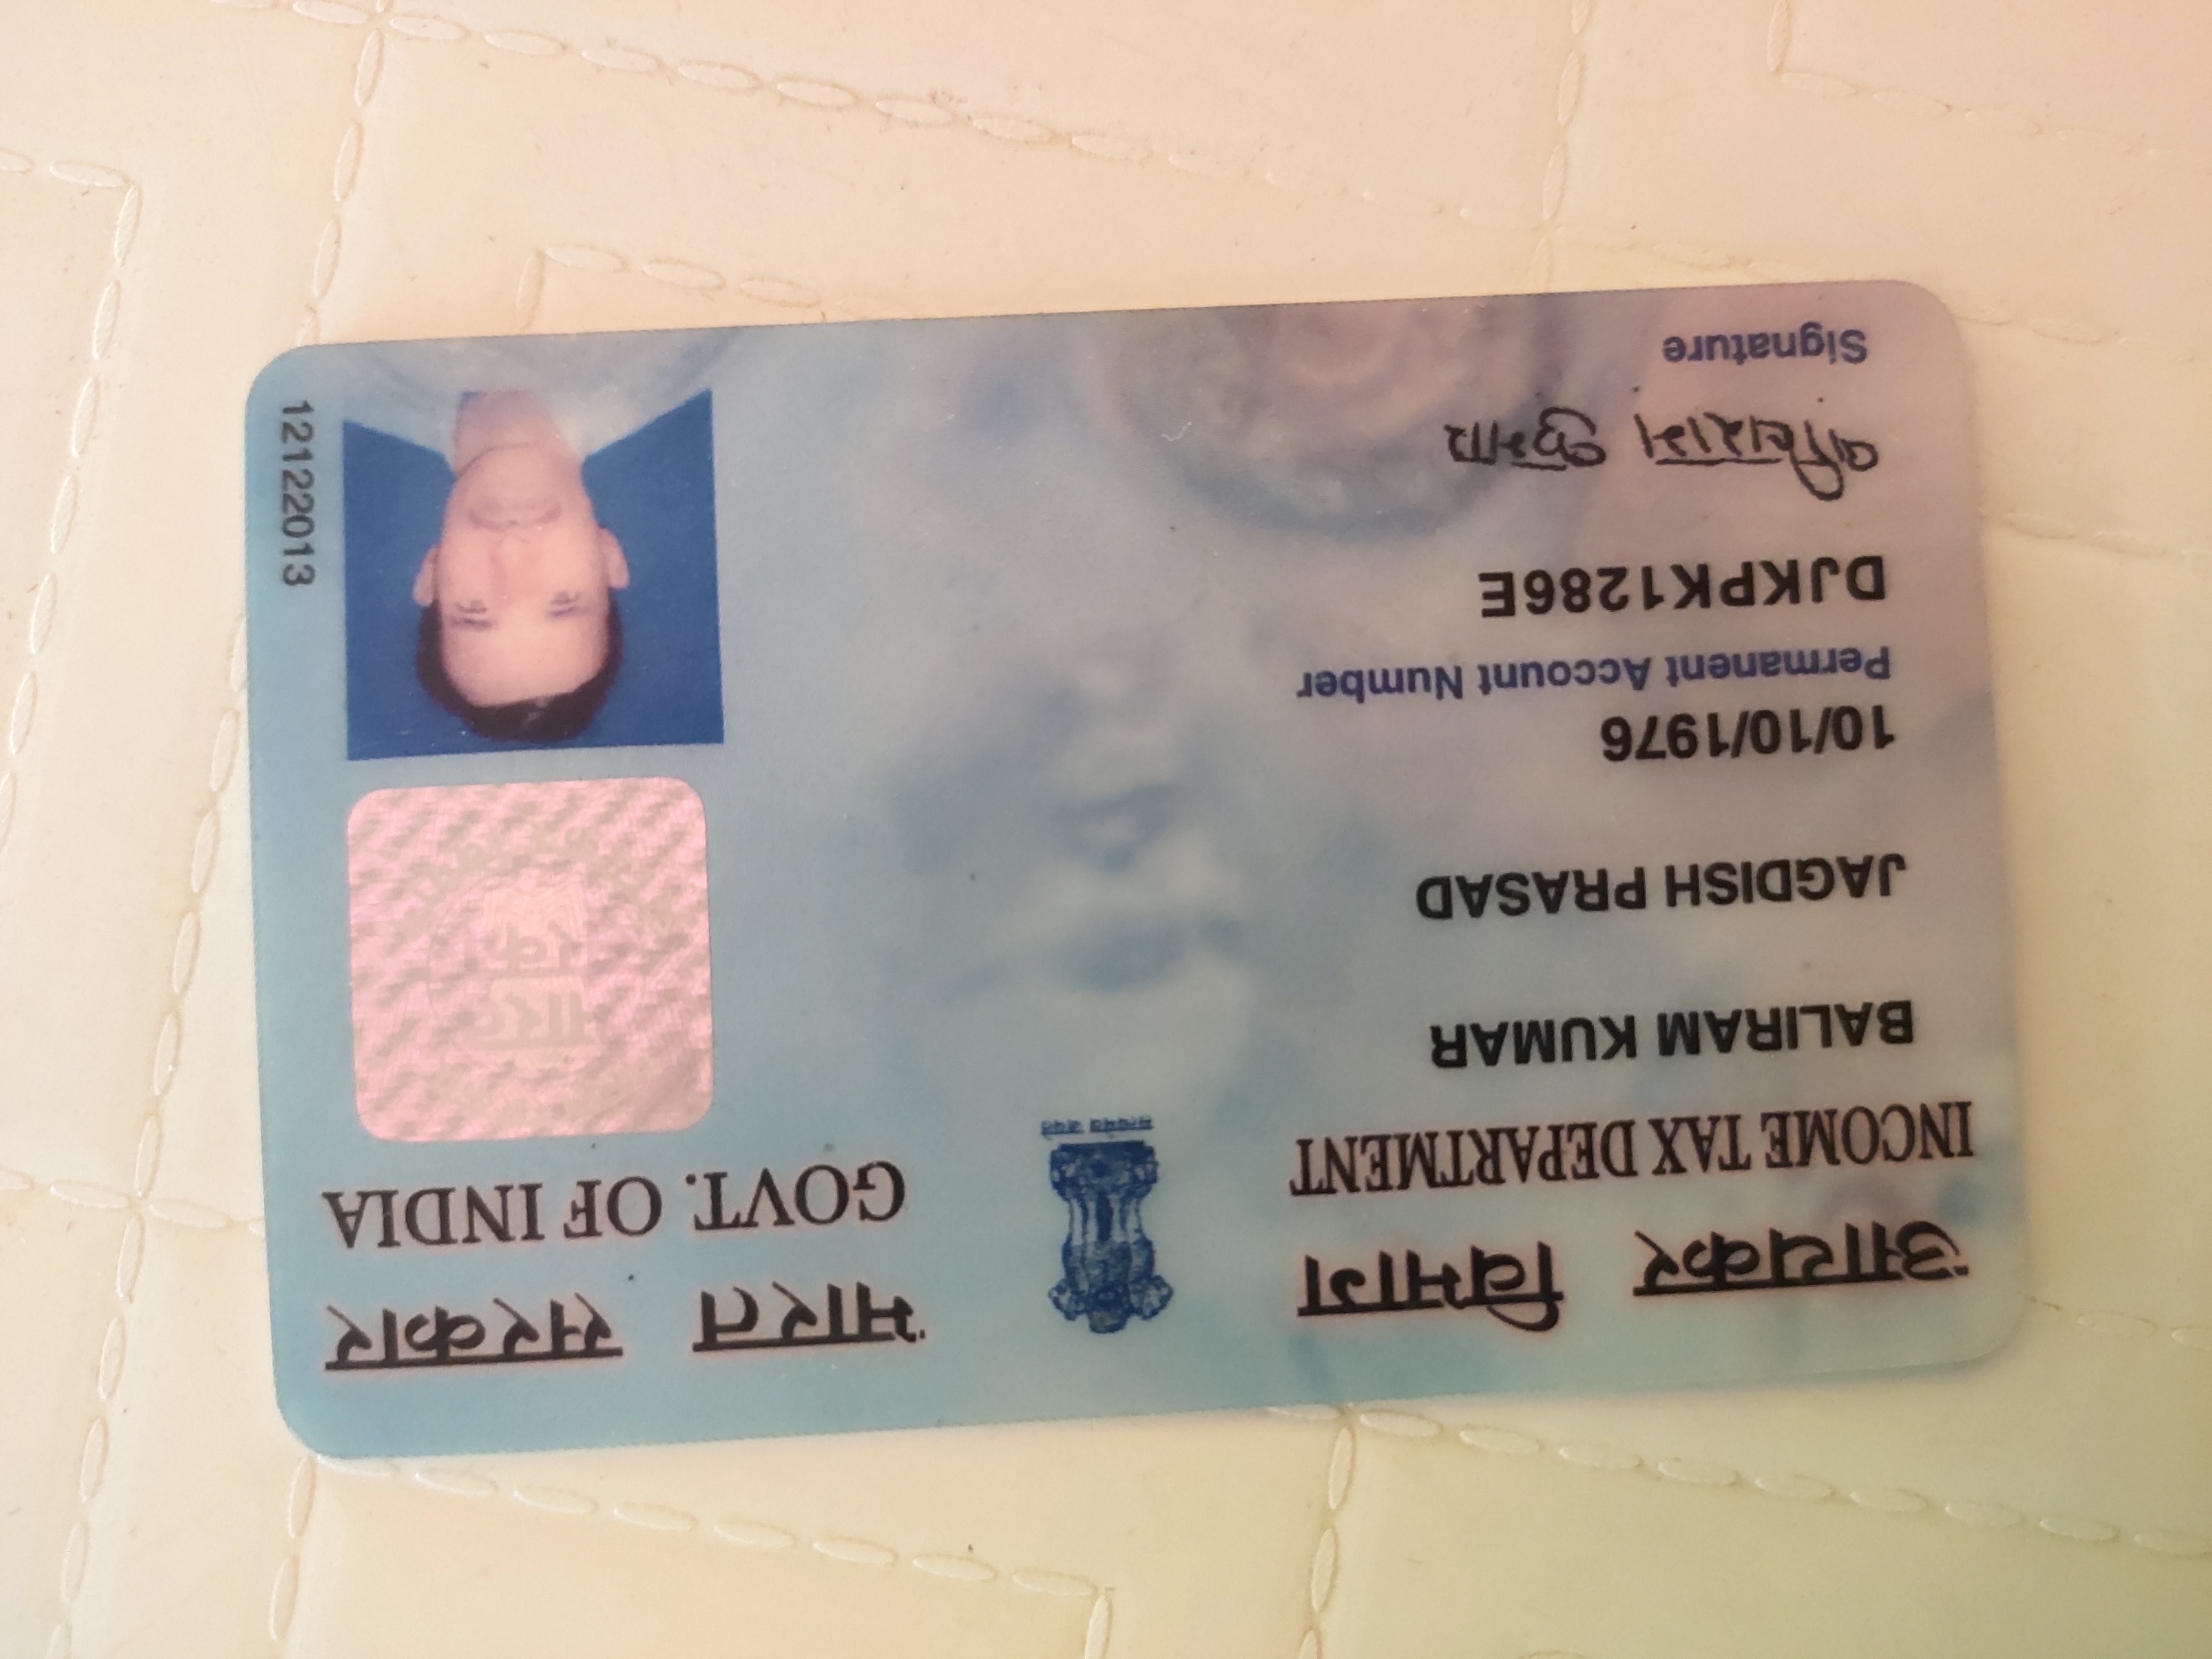 आयकर विभाग
INCOME TAX DEPARTMENT
सत्यमेव जयते
भारत सरकार
GOVT. OF INDIA
BALIRAM KUMAR
JAGDISH PRASAD
10/10/1976
Permanent Account Number
DJKPK1286E
कुमार
Signature
12122013